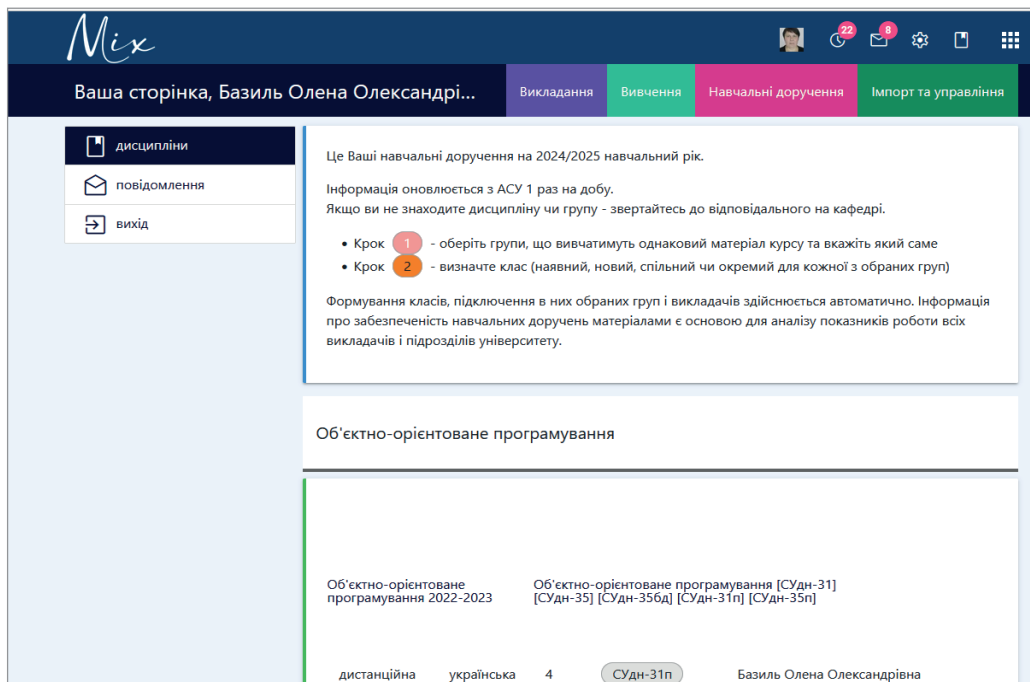 Mix
22
8
Ваша сторінка, Базиль Олена Олександрі...
Викладання
Вивчення
Навчальні доручення
Імпорт та управління
дисципліни
повідомлення
вихід
Це Ваші навчальні доручення на 2024/2025 навчальний рік.
Інформація оновлюється з АСУ 1 раз на добу.
Якщо ви не знаходите дисципліну чи групу - звертайтесь до відповідального на кафедрі.
• Крок 1 - оберіть групи, що вивчатимуть однаковий матеріал курсу та вкажіть який саме
• Крок 2 - визначте клас (наявний, новий, спільний чи окремий для кожної з обраних груп)
Формування класів, підключення в них обраних груп і викладачів здійснюється автоматично. Інформація
про забезпеченість навчальних доручень матеріалами є основою для аналізу показників роботи всіх
викладачів і підрозділів університету.
Об'єктно-орієнтоване програмування
Об'єктно-орієнтоване
програмування 2022-2023
Об'єктно-орієнтоване програмування [СУдн-31]
[СУдн-35] [СУдн-35бд] [СУдн-31п] [СУдн-35п]
дистанційна українська 4 СУдн-31п Базиль Олена Олександрівна